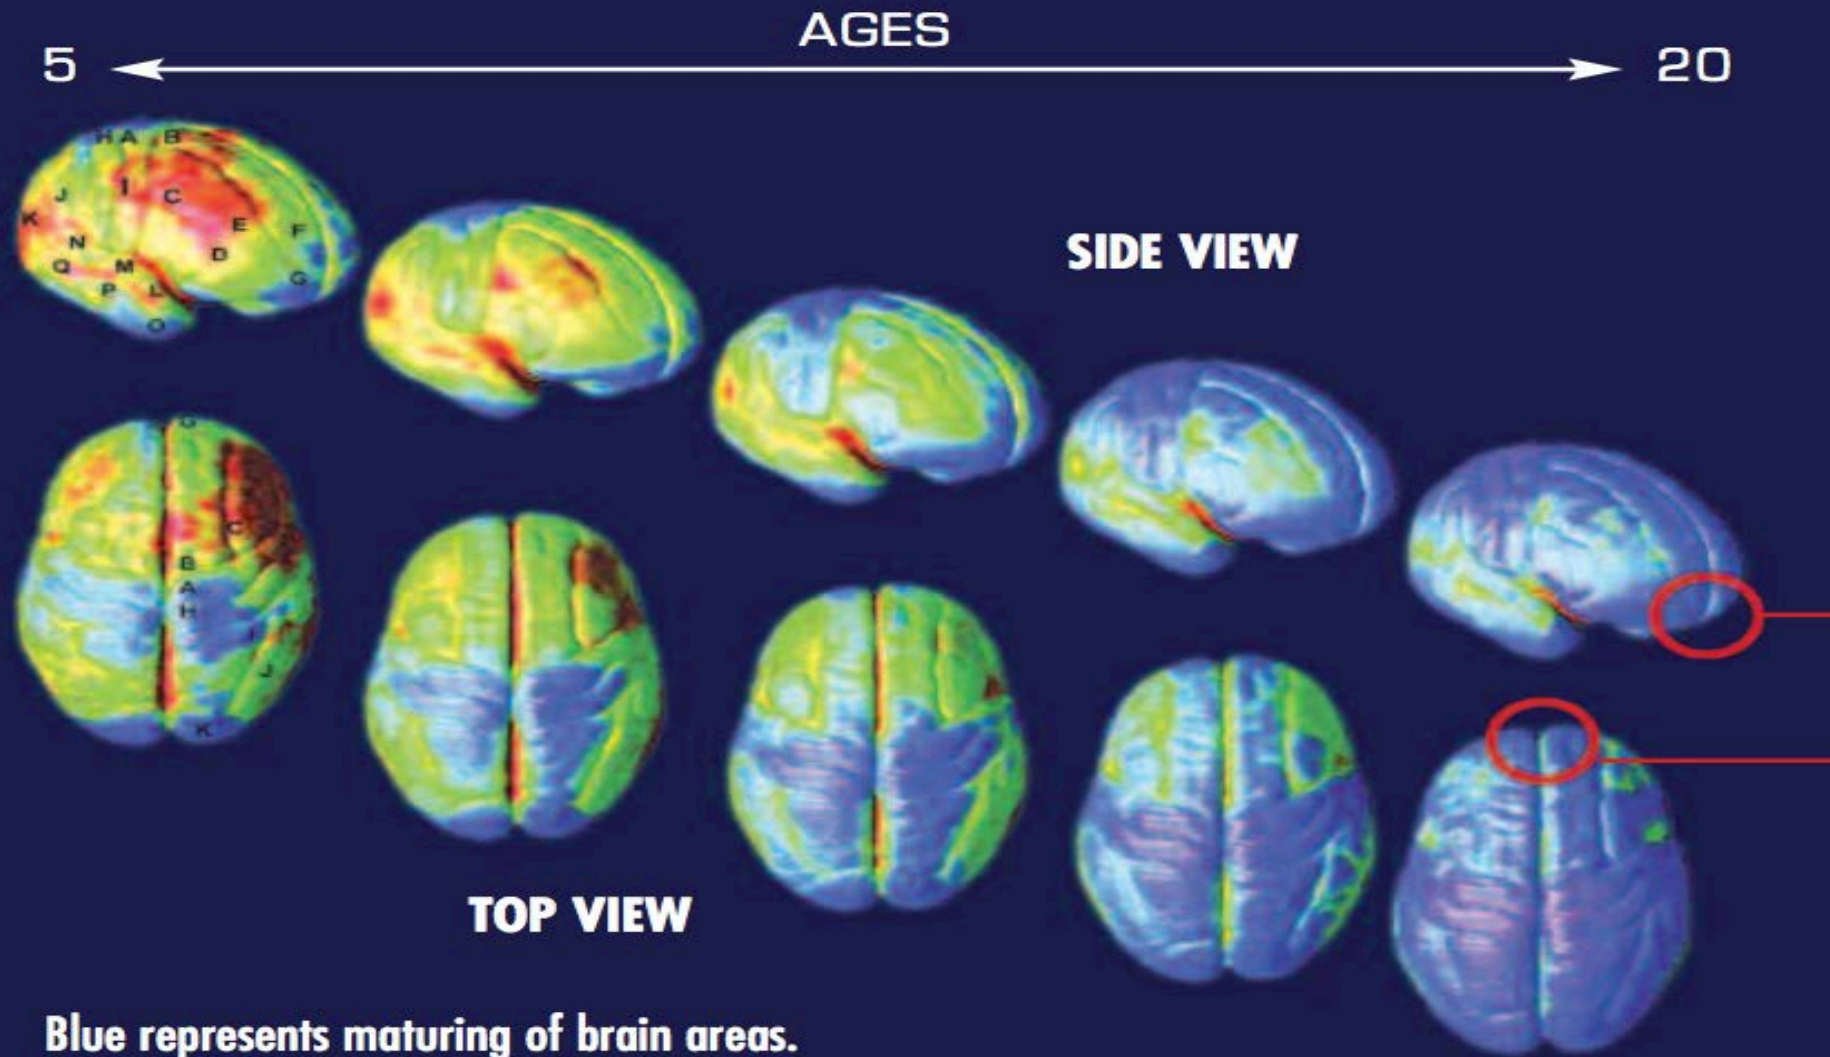 AGES
5 20
SIDE VIEW
H A B
J I C
K E F
N D
Q M G
P L
O
G
C
B
A
H
I
J
K
TOP VIEW
Blue represents maturing of brain areas.